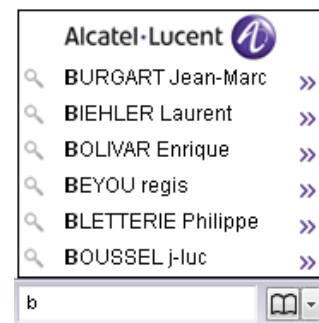 Alcatel·Lucent
BURGART Jean-Marc
BIEHLER Laurent
BOLIVAR Enrique
BEYOU regis
BLETTERIE Philippe
BOUSSEL j-luc
b